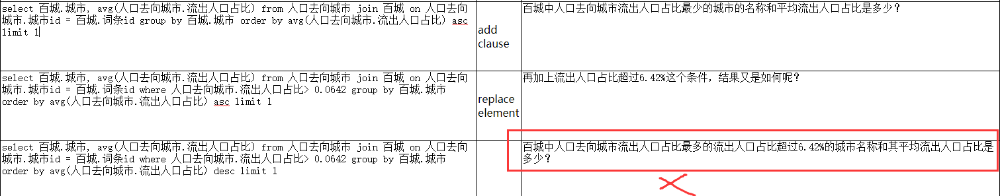 select 百城.城市, avg(人口去向城市.流出人口占比) from 人口去向城市 join 百城 on 人口去向
城市.城市id = 百城.词条id group by 百城.城市 order by avg(人口去向城市.流出人口占比) asc
limit 1
add
clause
百城中人口去向城市流出人口占比最少的城市的名称和平均流出人口占比是多少?
select 百城.城市, avg(人口去向城市.流出人口占比) from 人口去向城市 join 百城 on 人口去向
城市.城市id = 百城.词条id where 人口去向城市.流出人口占比> 0.0642 group by 百城.城市
order by avg(人口去向城市.流出人口占比) asc limit 1
replace
element
再加上流出人口占比超过6.42%这个条件, 结果又是如何呢?
select 百城.城市, avg(人口去向城市.流出人口占比) from 人口去向城市 join 百城 on 人口去向
城市.城市id = 百城.词条id where 人口去向城市.流出人口占比> 0.0642 group by 百城.城市
order by avg(人口去向城市.流出人口占比) desc limit 1
百城中人口去向城市流出人口占比最多的流出人口占比超过6.42%的城市名称和其平均流出人口占比是
多少?